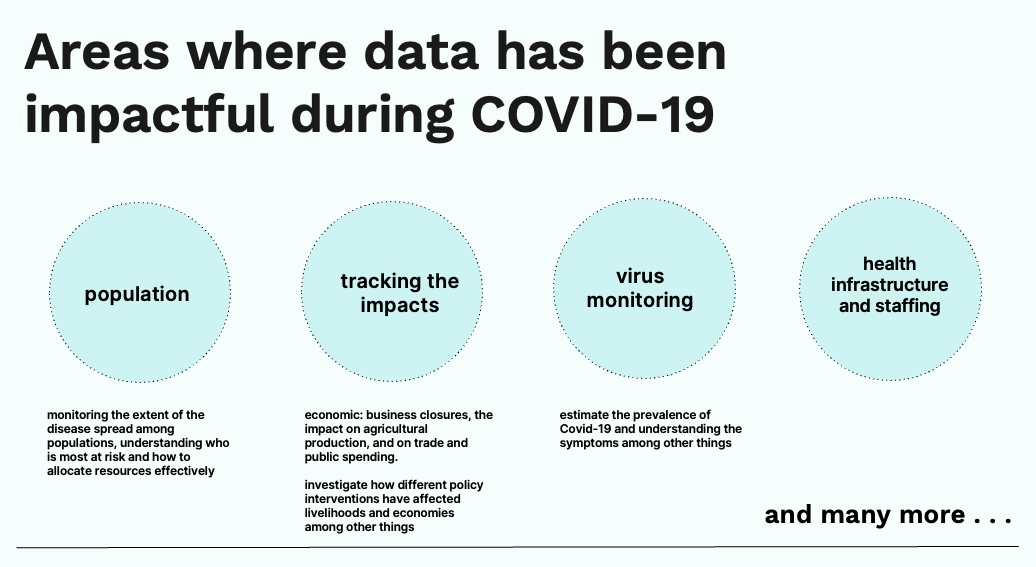 Areas where data has been
impactful during COVID-19
population
tracking the
impacts
virus
monitoring
health
infrastructure
and staffing
monitoring the extent of the
disease spread among
populations, understanding who
is most at risk and how to
allocate resources effectively
economic: business closures, the
impact on agricultural
production, and on trade and
public spending.
investigate how different policy
interventions have affected
livelihoods and economies
among other things
estimate the prevalence of
Covid-19 and understanding the
symptoms among other things
and many more . . .